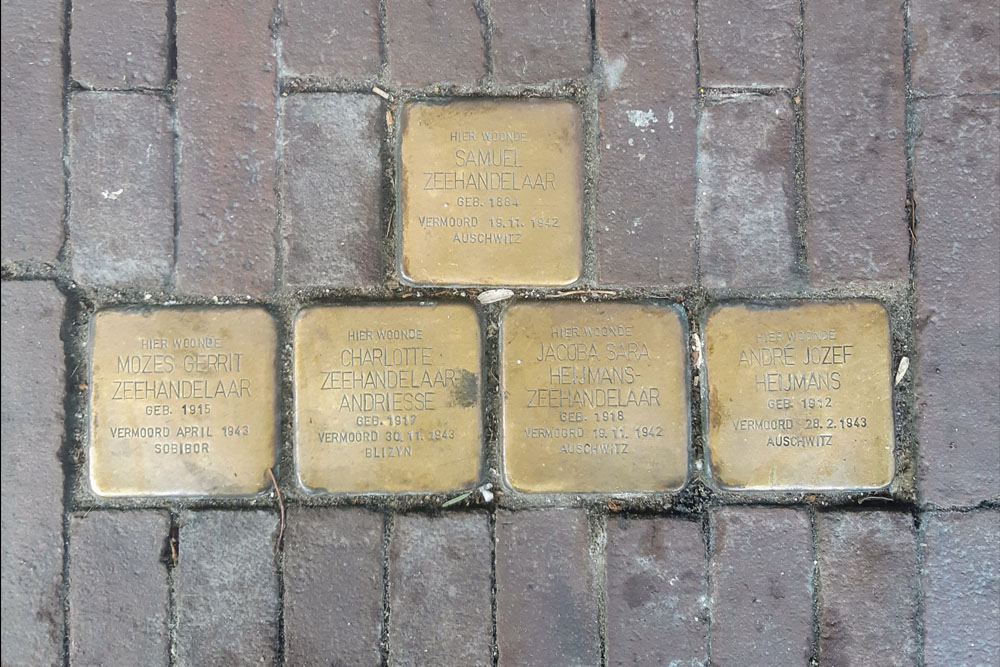 HIER WOONDE
SAMUEL
ZEEHANDELAAR
GEB. 1884
VERMOORD 19.11.1942
AUSCHWITZ
HIER WOONDE
MOZES GERRIT
ZEEHANDELAAR
GEB. 1915
VERMOORD APRIL 1943
SOBIBOR
HIER WOONDE
CHARLOTTE
ZEEHANDELAAR-
ANDRIESSE
GEB. 1917
VERMOORD 30.11.1943
BLIZYN
HIER WOONDE
JACOBA SARA
HEIJMANS-
ZEEHANDELAAR
GEB. 1918
VERMOORD 19.11.1942
AUSCHWITZ
HIER WOONDE
ANDRÉ JOZEF
HEIJMANS
GEB. 1912
VERMOORD 28.2.1943
AUSCHWITZ